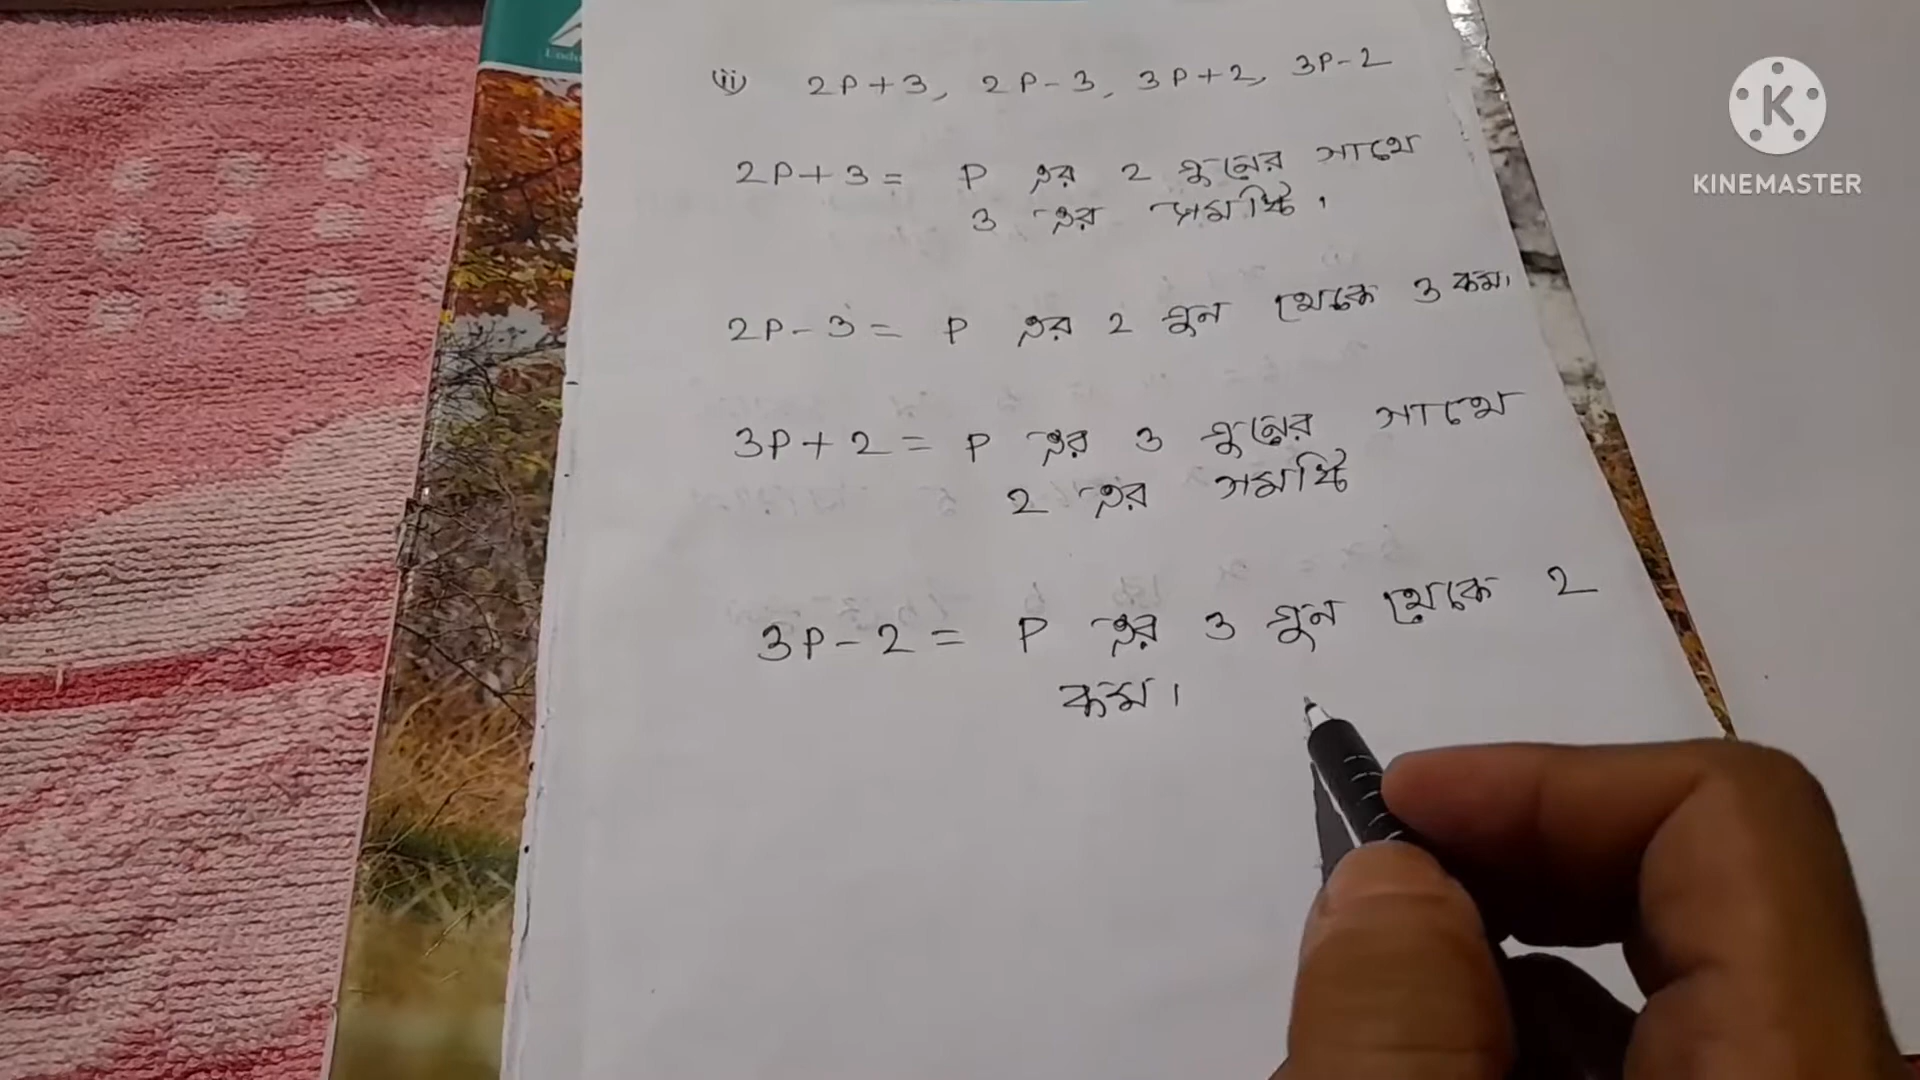 (ii) 2P+3, 2P-3, 3P+2, 3P-2
2P+3 = P এর 2 গুনের সাথে
3 এর সমষ্টি।
2P-3 = P এর 2 গুন থেকে 3 কম।
3P+2 = P এর 3 গুনের সাথে
2 এর সমষ্টি
3P-2 = P এর 3 গুন থেকে 2
কম।
KINEMASTER